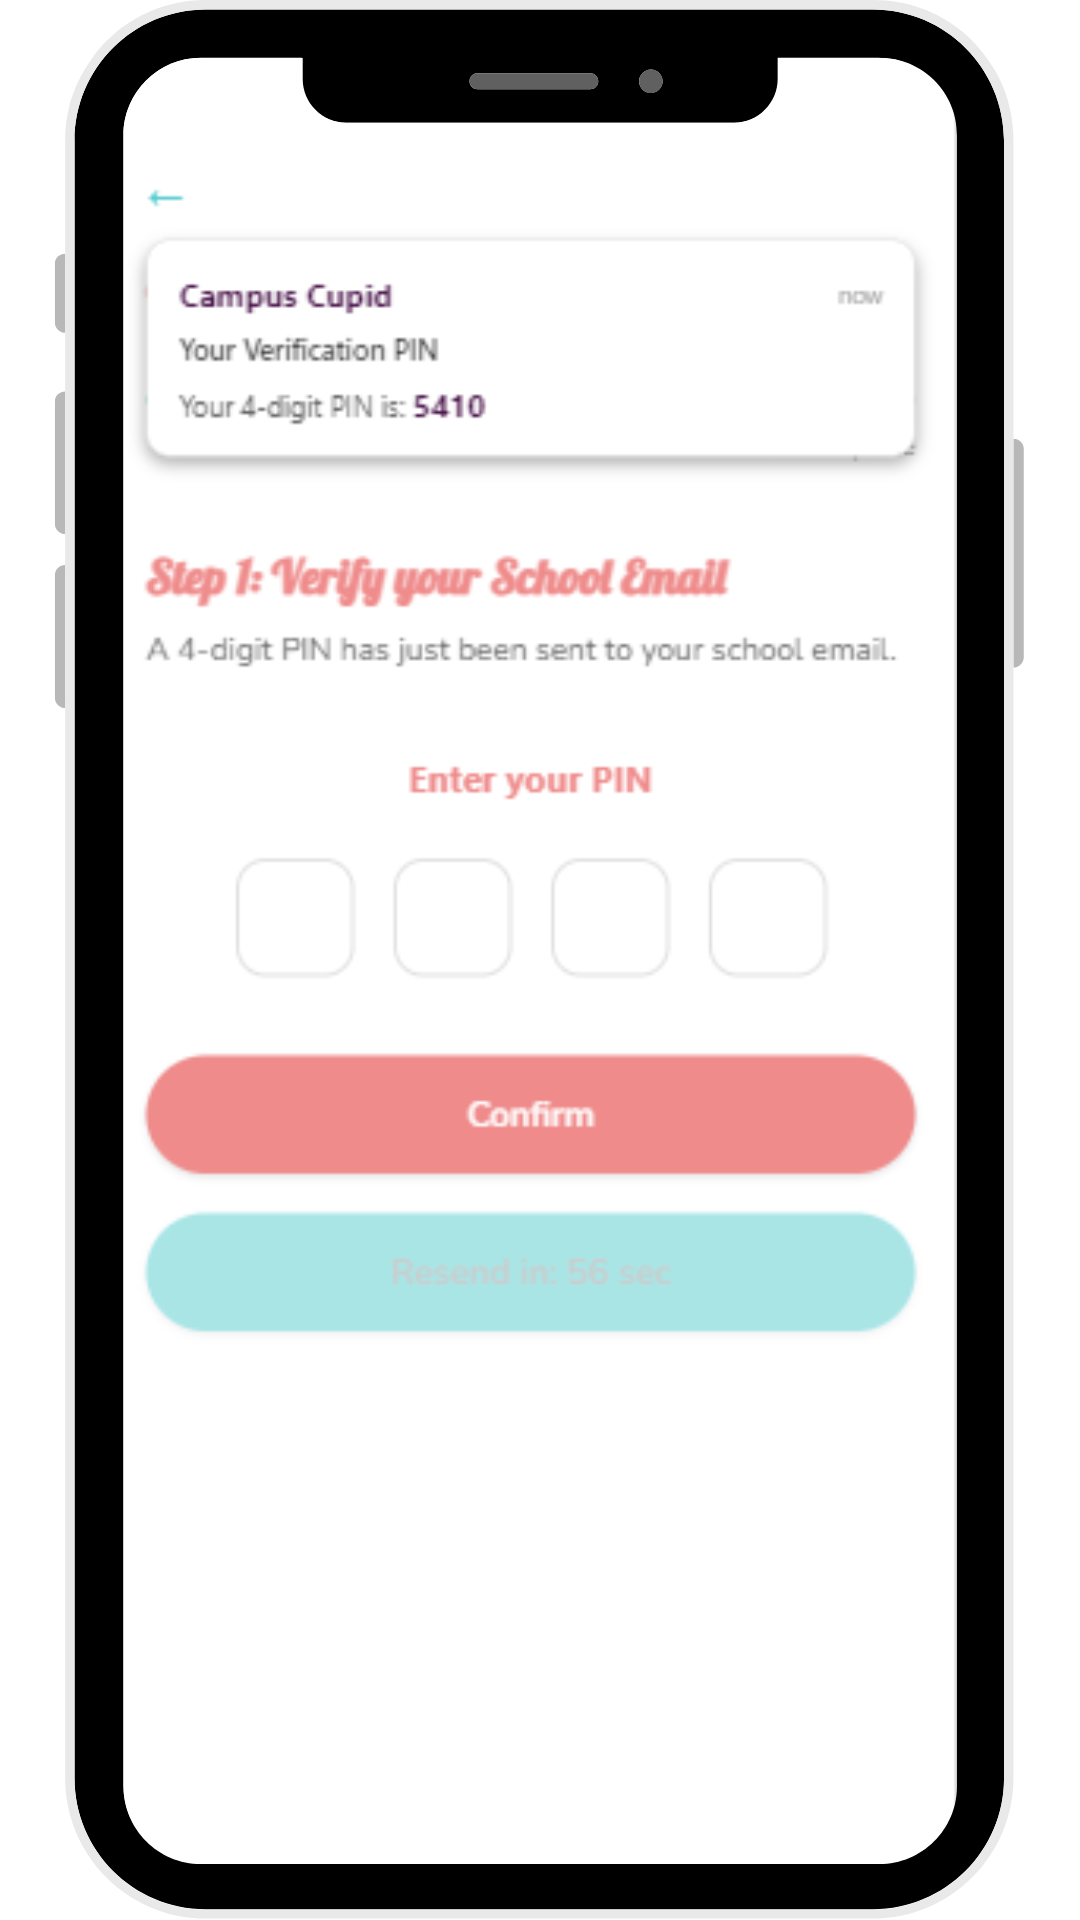 ←
Campus Cupid now
Your Verification PIN
Your 4-digit PIN is: 5410
Step 1: Verify your School Email
A 4-digit PIN has just been sent to your school email.
Enter your PIN
Confirm
Resend in: 56 sec